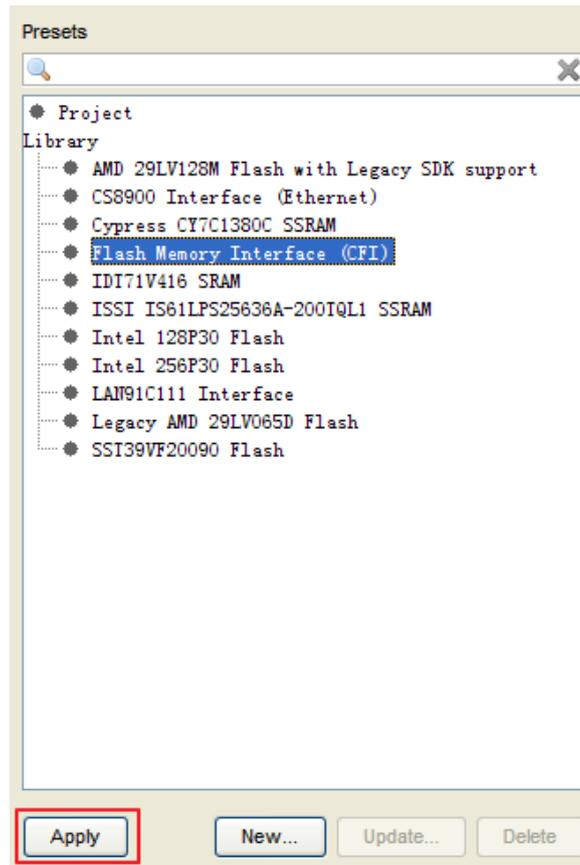 Presets
Project
Library
AMD 29LV128M Flash with Legacy SDK support
CS8900 Interface (Ethernet)
Cypress CY7C1380C SSRAM
Flash Memory Interface (CFI)
IDT71V416 SRAM
ISSI IS61LPS25636A-200TQL1 SSRAM
Intel 128P30 Flash
Intel 256P30 Flash
LAN91C111 Interface
Legacy AMD 29LV065D Flash
SST39VF20090 Flash
Apply New... Update... Delete